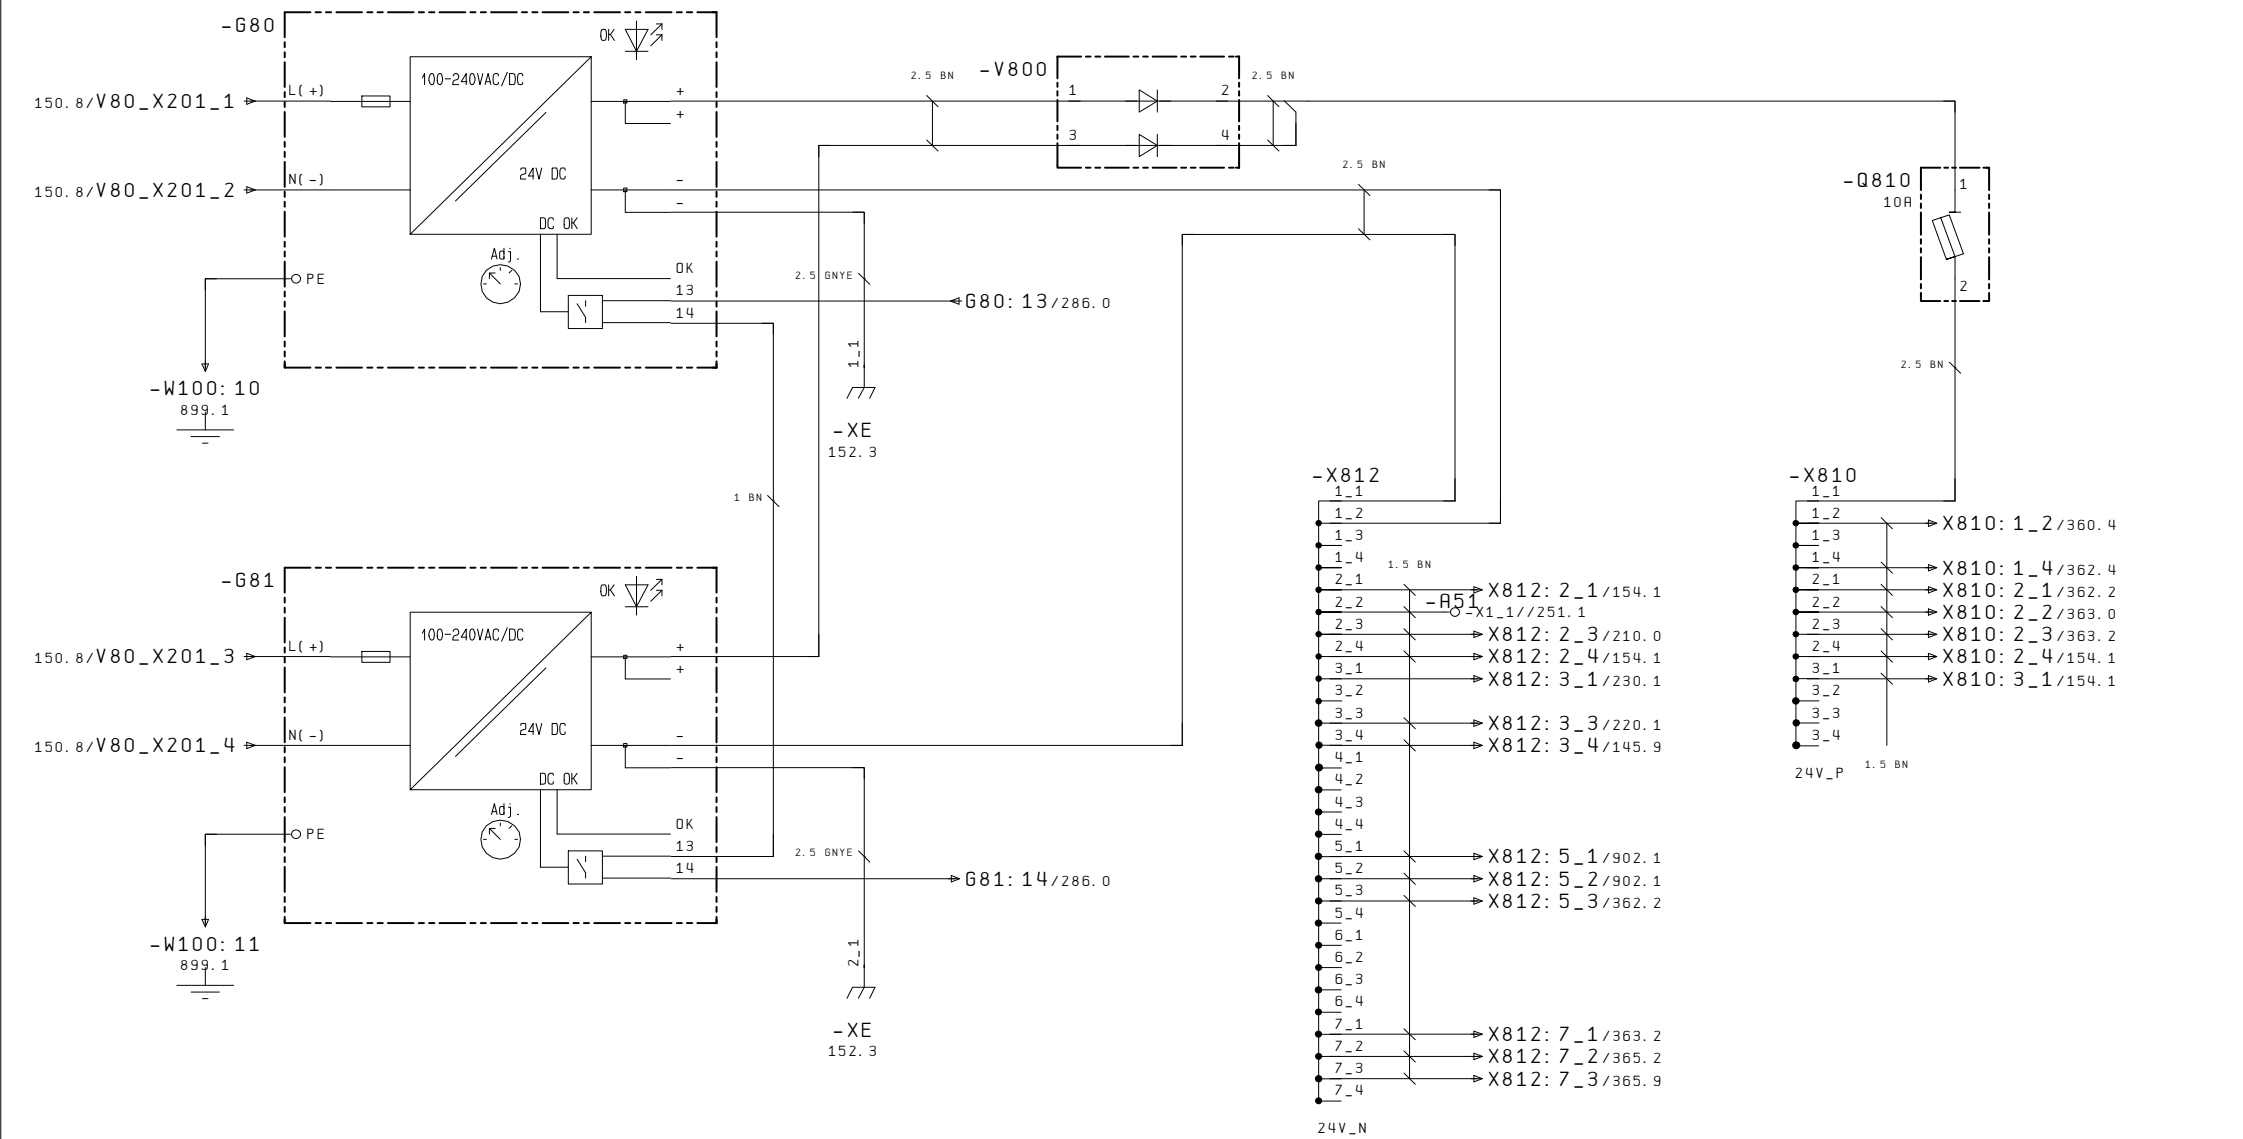 -G80
OK
100-240VAC/DC
150.8/V80_X201_1
L(+)
+
+
24V DC
150.8/V80_X201_2
N(-)
-
-
DC OK
Adj.
PE
OK
13
14
G80:13/286.0
-W100:10
899.1
2.5 BN
-V800
1
2
3
4
2.5 BN
2.5 BN
2.5 GNYE
1_1
-XE
152.3
1 BN
-Q810
10A
1
2
2.5 BN
-G81
OK
100-240VAC/DC
150.8/V80_X201_3
L(+)
+
+
24V DC
150.8/V80_X201_4
N(-)
-
-
DC OK
Adj.
PE
OK
13
14
G81:14/286.0
-W100:11
899.1
2.5 GNYE
2_1
-XE
152.3
-X812
1_1
1_2
1_3
1_4
1.5 BN
2_1
X812:2_1/154.1
-A51
2_2
-X1_1//251.1
2_3
X812:2_3/210.0
2_4
X812:2_4/154.1
3_1
X812:3_1/230.1
3_2
3_3
X812:3_3/220.1
3_4
X812:3_4/145.9
4_1
4_2
4_3
4_4
5_1
X812:5_1/902.1
5_2
X812:5_2/902.1
5_3
X812:5_3/362.2
5_4
6_1
6_2
6_3
6_4
7_1
X812:7_1/363.2
7_2
X812:7_2/365.2
7_3
X812:7_3/365.9
7_4
24V_N
-X810
1_1
1_2
X810:1_2/360.4
1_3
1_4
X810:1_4/362.4
2_1
X810:2_1/362.2
2_2
X810:2_2/363.0
2_3
X810:2_3/363.2
2_4
X810:2_4/154.1
3_1
X810:3_1/154.1
3_2
3_3
3_4
24V_P
1.5 BN